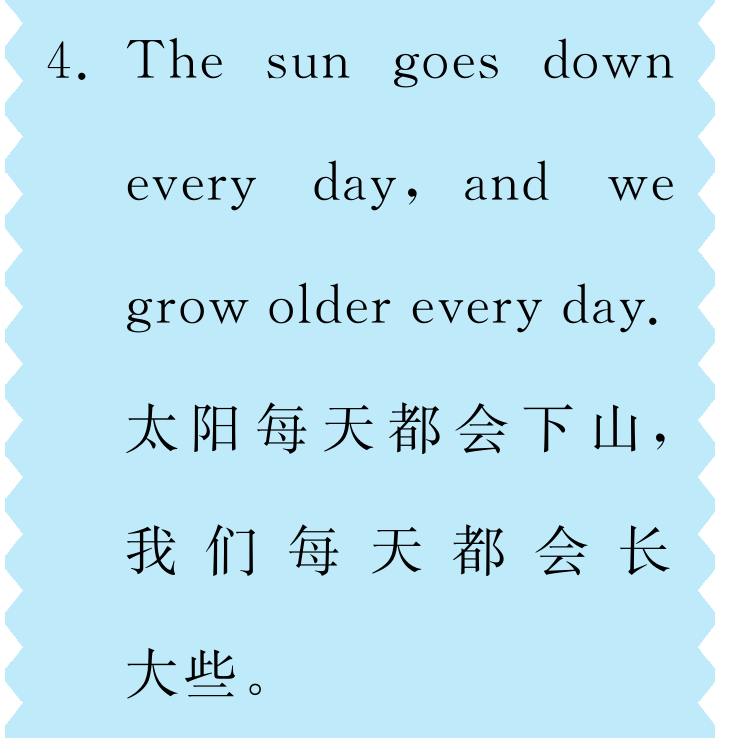 4. The sun goes down
every day, and we
grow older every day.
太阳每天都会下山，
我们每天都会长
大些。